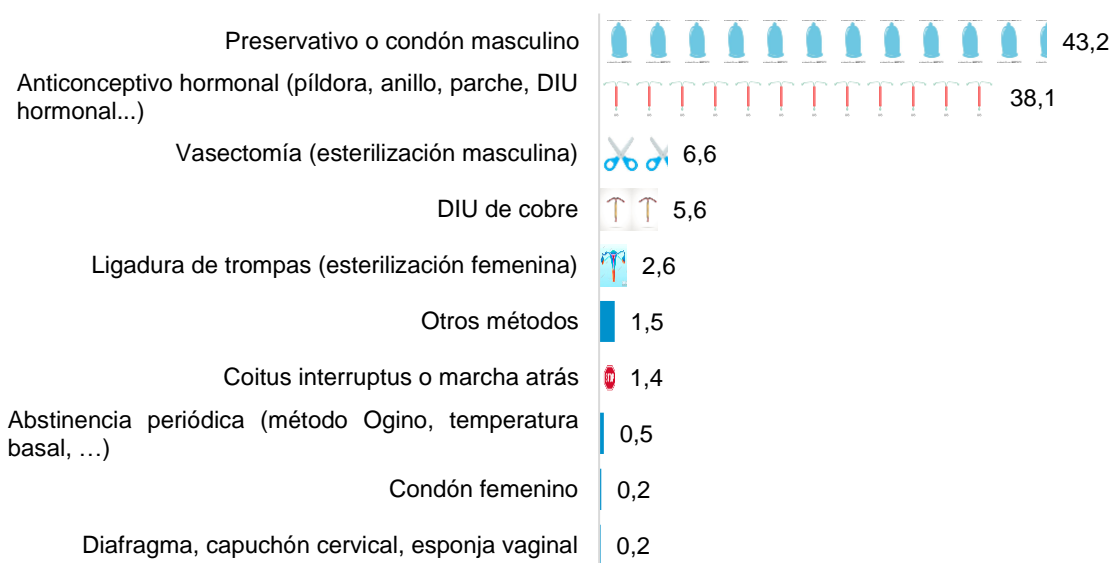 Preservativo o condón masculino 43,2
Anticonceptivo hormonal (píldora, anillo, parche, DIU
hormonal...) 38,1
Vasectomía (esterilización masculina) 6,6
DIU de cobre 5,6
Ligadura de trompas (esterilización femenina) 2,6
Otros métodos 1,5
Coitus interruptus o marcha atrás STOP 1,4
Abstinencia periódica (método Ogino, temperatura
basal, …) 0,5
Condón femenino 0,2
Diafragma, capuchón cervical, esponja vaginal 0,2